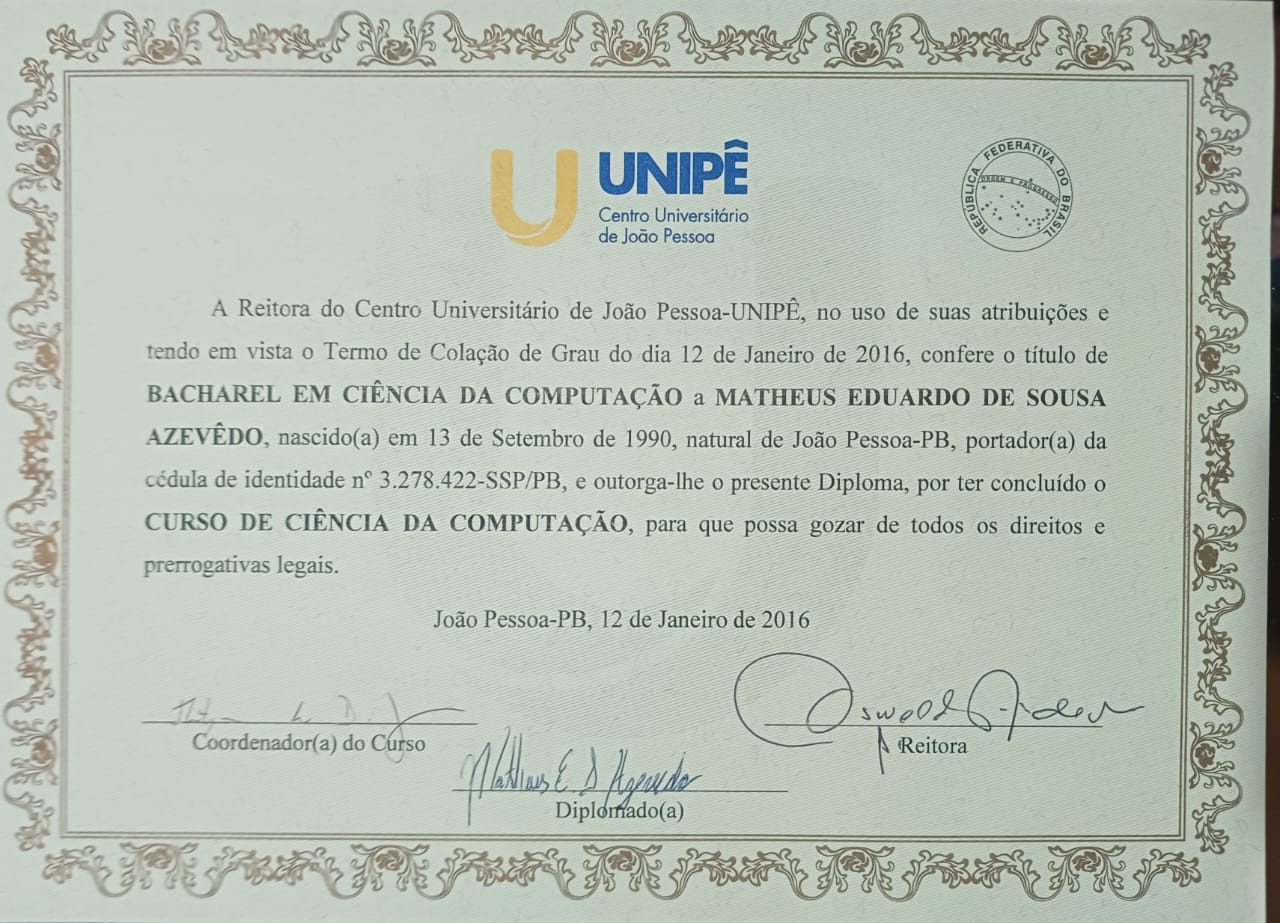 UNIPÊ
Centro Universitário
de João Pessoa
REPÚBLICA FEDERATIVA DO BRASIL
ORDEM E PROGRESSO
A Reitora do Centro Universitário de João Pessoa-UNIPÊ, no uso de suas atribuições e
tendo em vista o Termo de Colação de Grau do dia 12 de Janeiro de 2016, confere o título de
BACHAREL EM CIÊNCIA DA COMPUTAÇÃO a MATHEUS EDUARDO DE SOUSA
AZEVÊDO, nascido(a) em 13 de Setembro de 1990, natural de João Pessoa-PB, portador(a) da
cédula de identidade nº 3.278.422-SSP/PB, e outorga-lhe o presente Diploma, por ter concluído o
CURSO DE CIÊNCIA DA COMPUTAÇÃO, para que possa gozar de todos os direitos e
prerrogativas legais.
João Pessoa-PB, 12 de Janeiro de 2016
Coordenador(a) do Curso
Reitora
Matheus E D Azevedo
Diplomado(a)